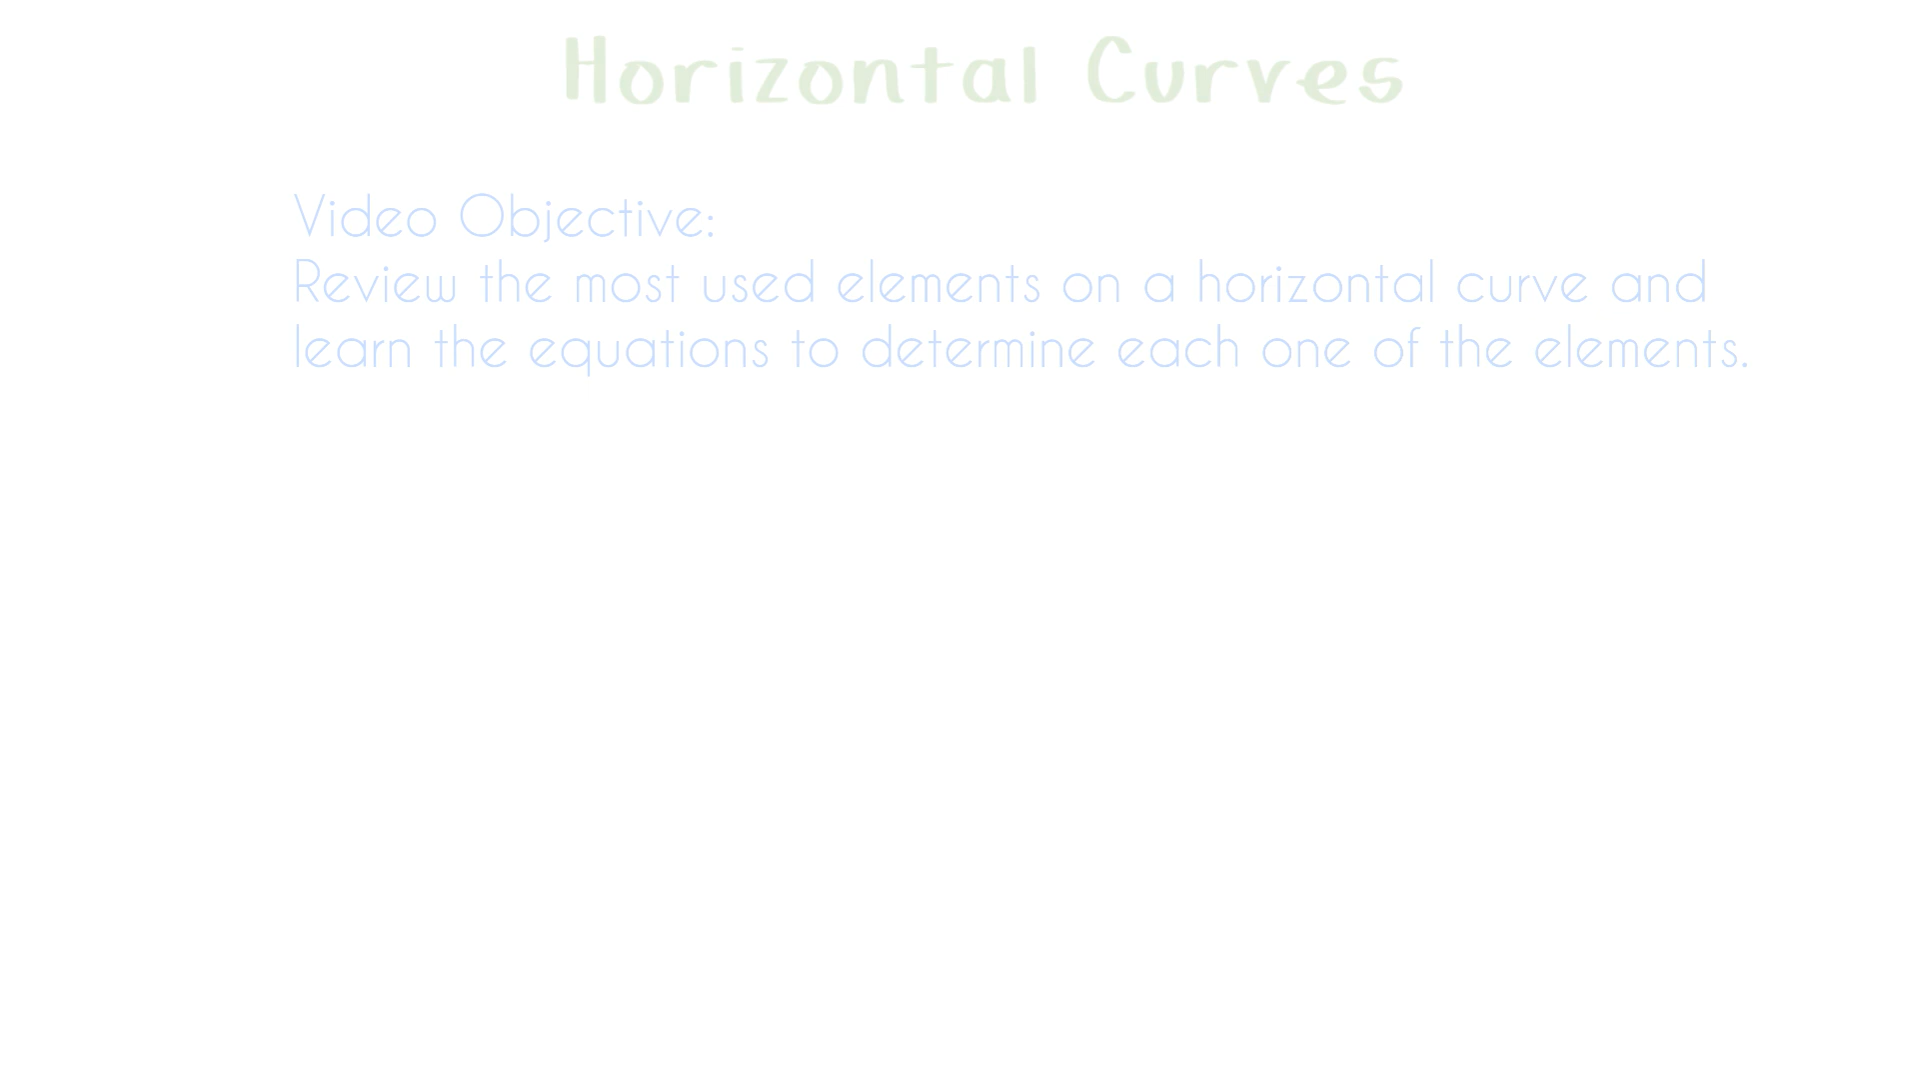 Horizontal Curves
Video Objective:
Review the most used elements on a horizontal curve and
learn the equations to determine each one of the elements.